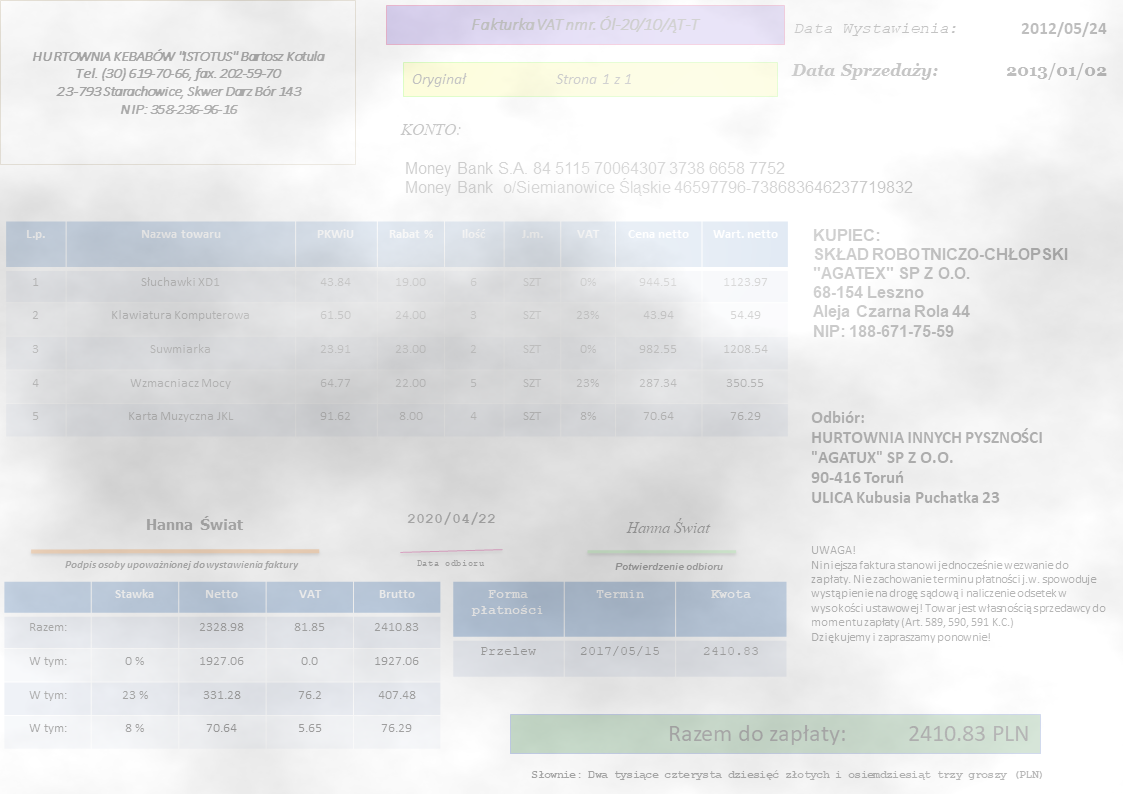 HURTOWNIA KEBABÓW "ISTOTUS" Bartosz Kotula
Tel. (30) 619-70-66, fax. 202-59-70
23-793 Starachowice, Skwer Darz Bór 143
NIP: 358-236-96-16
Fakturka VAT nmr. ÓI-20/10/ĄT-T
Oryginał Strona 1 z 1
Data Wystawienia: 2012/05/24
Data Sprzedaży: 2013/01/02
KONTO:
Money Bank S.A. 84 5115 70064307 3738 6658 7752
Money Bank o/Siemianowice Śląskie 46597796-738683646237719832
L.p. Nazwa towaru PKWiU Rabat % Ilość J.m. VAT Cena netto Wart. netto
1 Słuchawki XD1 43.84 19.00 6 SZT 0% 944.51 1123.97
2 Klawiatura Komputerowa 61.50 24.00 3 SZT 23% 43.94 54.49
3 Suwmiarka 23.91 23.00 2 SZT 0% 982.55 1208.54
4 Wzmacniacz Mocy 64.77 22.00 5 SZT 23% 287.34 350.55
5 Karta Muzyczna JKL 91.62 8.00 4 SZT 8% 70.64 76.29
KUPIEC:
SKŁAD ROBOTNICZO-CHŁOPSKI
"AGATEX" SP Z O.O.
68-154 Leszno
Aleja Czarna Rola 44
NIP: 188-671-75-59
Odbiór:
HURTOWNIA INNYCH PYSZNOŚCI
"AGATUX" SP Z O.O.
90-416 Toruń
ULICA Kubusia Puchatka 23
Hanna Świat
Podpis osoby upoważnionej do wystawienia faktury
2020/04/22
Data odbioru
Hanna Świat
Potwierdzenie odbioru
UWAGA!
Niniejsza faktura stanowi jednocześnie wezwanie do
zapłaty. Niezachowanie terminu płatności j.w. spowoduje
wystąpienie na drogę sądową i naliczenie odsetek w
wysokości ustawowej! Towar jest własnością sprzedawcy do
momentu zapłaty (Art. 589, 590, 591 K.C.)
Dziękujemy i zapraszamy ponownie!
Stawka Netto VAT Brutto
Razem: 2328.98 81.85 2410.83
W tym: 0 % 1927.06 0.0 1927.06
W tym: 23 % 331.28 76.2 407.48
W tym: 8 % 70.64 5.65 76.29
Forma płatności Termin Kwota
Przelew 2017/05/15 2410.83
Razem do zapłaty: 2410.83 PLN
Słownie: Dwa tysiące czterysta dziesięć złotych i osiemdziesiąt trzy groszy (PLN)